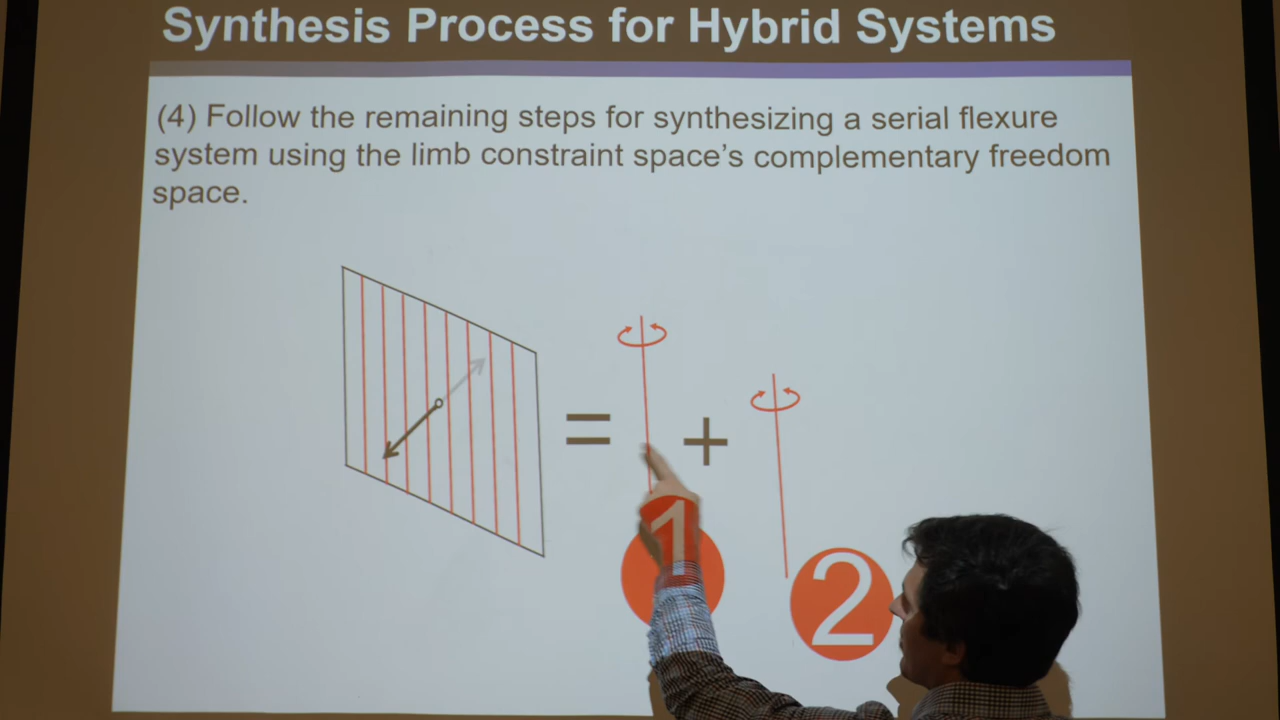 Synthesis Process for Hybrid Systems
(4) Follow the remaining steps for synthesizing a serial flexure
system using the limb constraint space's complementary freedom
space.
=
+
1
2